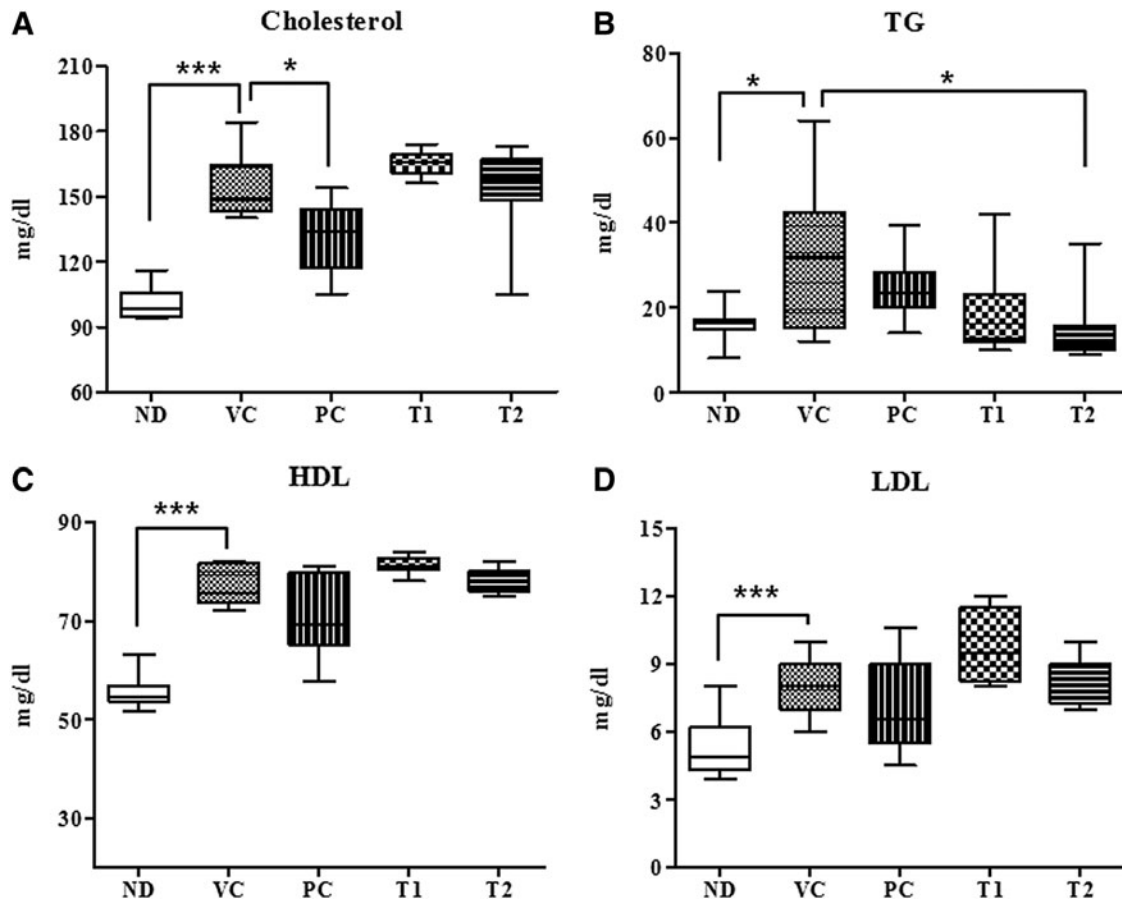 A
Cholesterol
mg/dl
210
180
150
120
90
60
***
*
ND VC PC T1 T2
B
TG
mg/dl
80
60
40
20
0
*
*
ND VC PC T1 T2
C
HDL
mg/dl
90
70
50
30
***
ND VC PC T1 T2
D
LDL
mg/dl
15
12
9
6
3
0
***
ND VC PC T1 T2